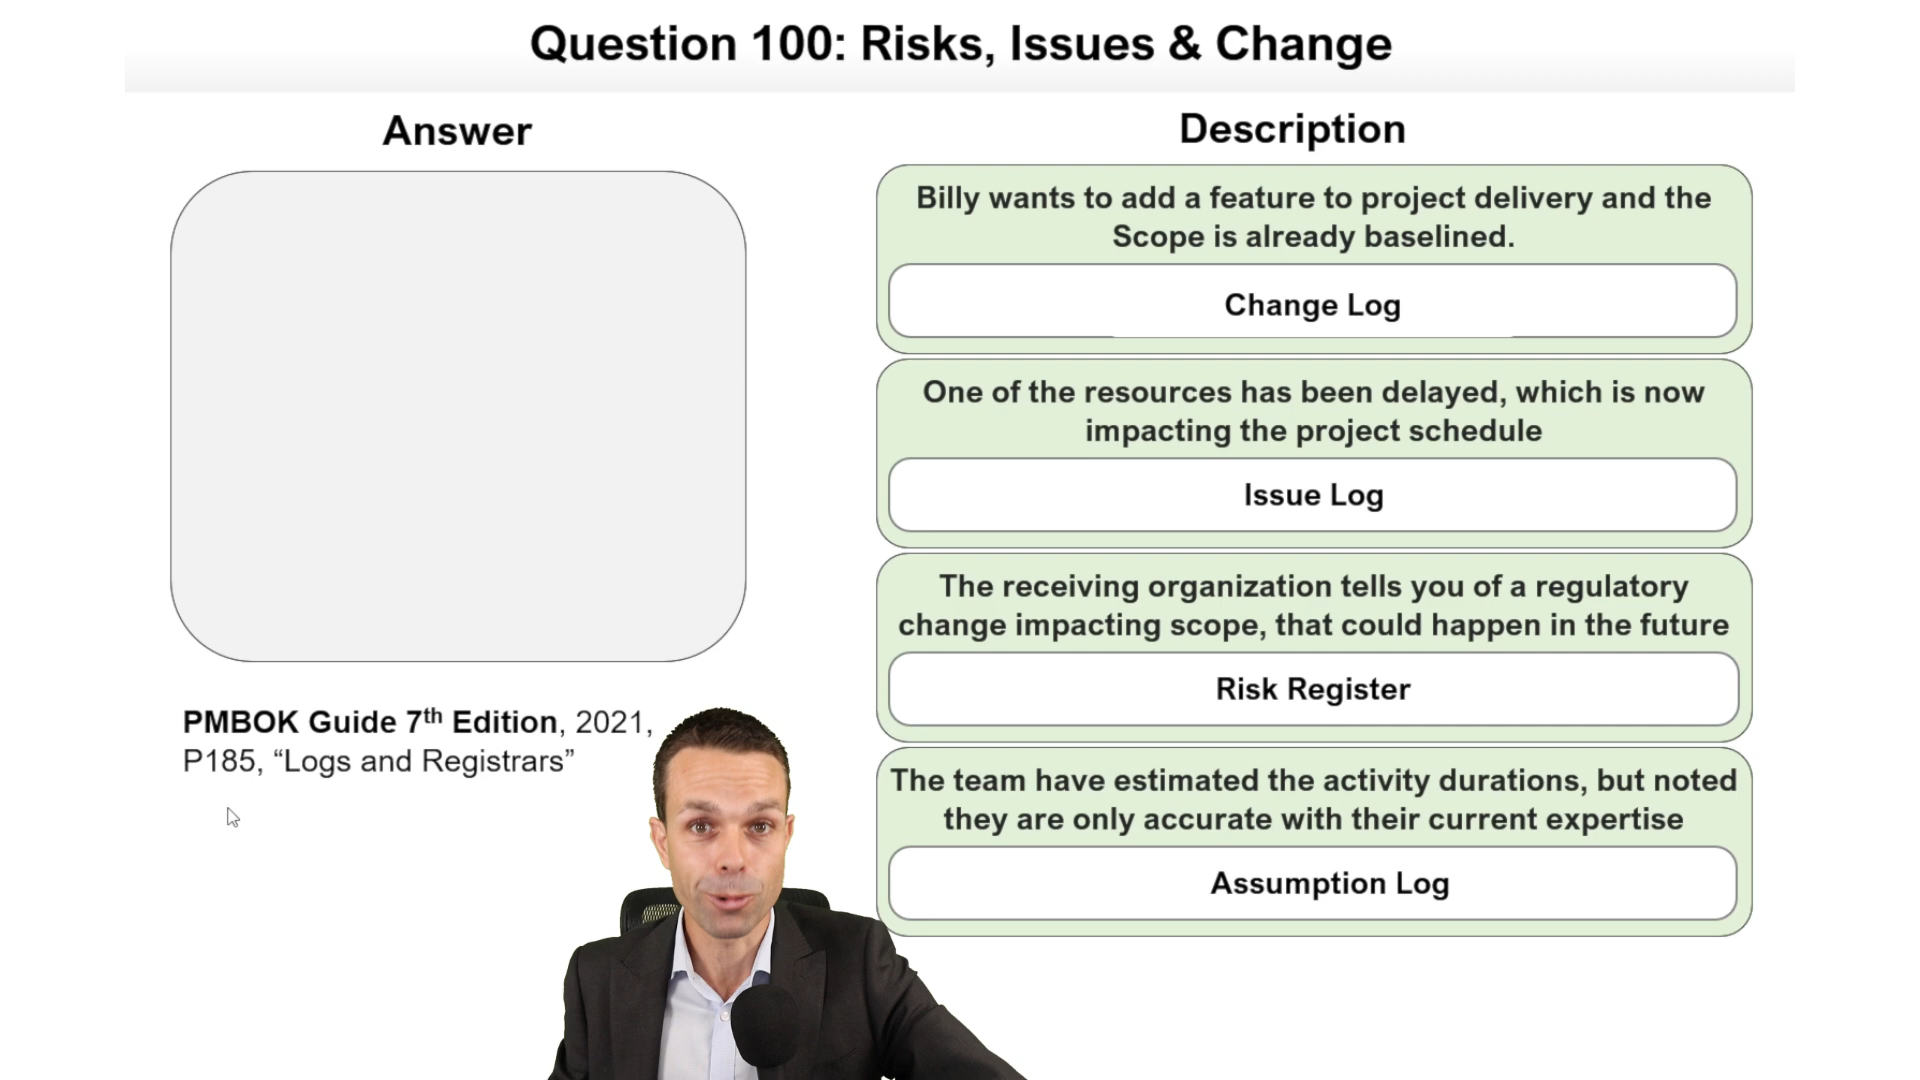 Question 100: Risks, Issues & Change
Answer
Description
Billy wants to add a feature to project delivery and the
Scope is already baselined.
Change Log
One of the resources has been delayed, which is now
impacting the project schedule
Issue Log
The receiving organization tells you of a regulatory
change impacting scope, that could happen in the future
Risk Register
The team have estimated the activity durations, but noted
they are only accurate with their current expertise
Assumption Log
PMBOK Guide 7th Edition, 2021,
P185, “Logs and Registrars”